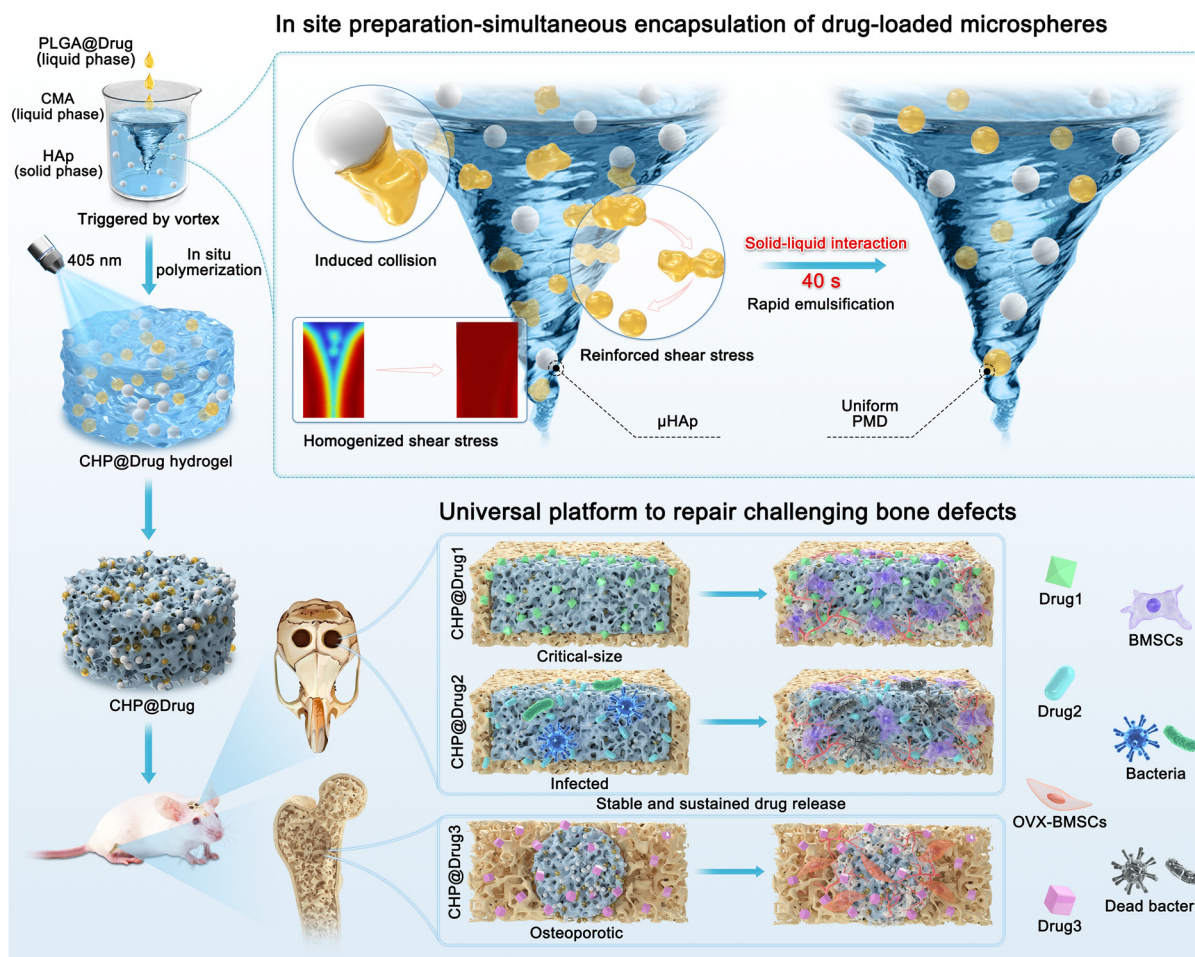 In site preparation-simultaneous encapsulation of drug-loaded microspheres
PLGA@Drug
(liquid phase)
CMA
(liquid phase)
HAp
(solid phase)
Triggered by vortex
405 nm
In situ
polymerization
CHP@Drug hydrogel
CHP@Drug
Induced collision
Homogenized shear stress
Reinforced shear stress
μHAp
Solid-liquid interaction
40 s
Rapid emulsification
Uniform
PMD
Universal platform to repair challenging bone defects
CHP@Drug1
Critical-size
CHP@Drug2
Infected
Stable and sustained drug release
CHP@Drug3
Osteoporotic
Drug1
BMSCs
Drug2
Bacteria
OVX-BMSCs
Drug3
Dead bacter